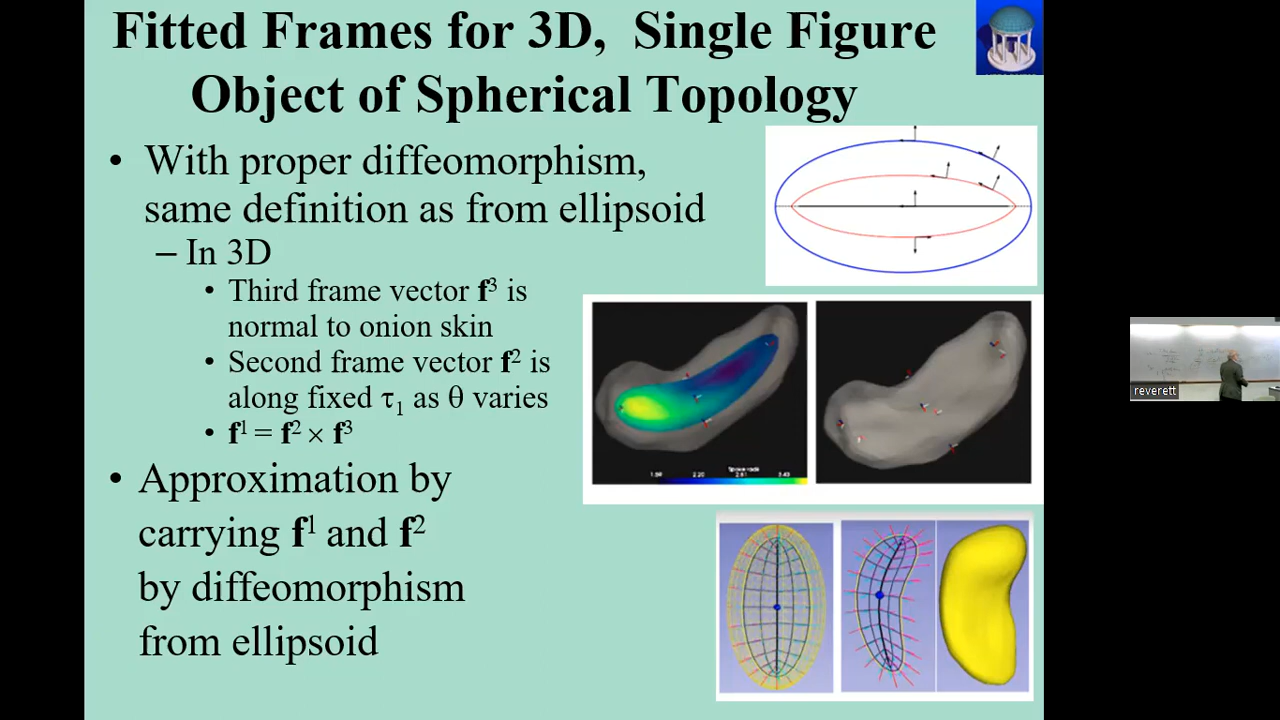 Fitted Frames for 3D, Single Figure
Object of Spherical Topology
• With proper diffeomorphism,
same definition as from ellipsoid
– In 3D
• Third frame vector f³ is
normal to onion skin
• Second frame vector f² is
along fixed τ₁ as θ varies
• f¹ = f² × f³
• Approximation by
carrying f¹ and f²
by diffeomorphism
from ellipsoid
reverett